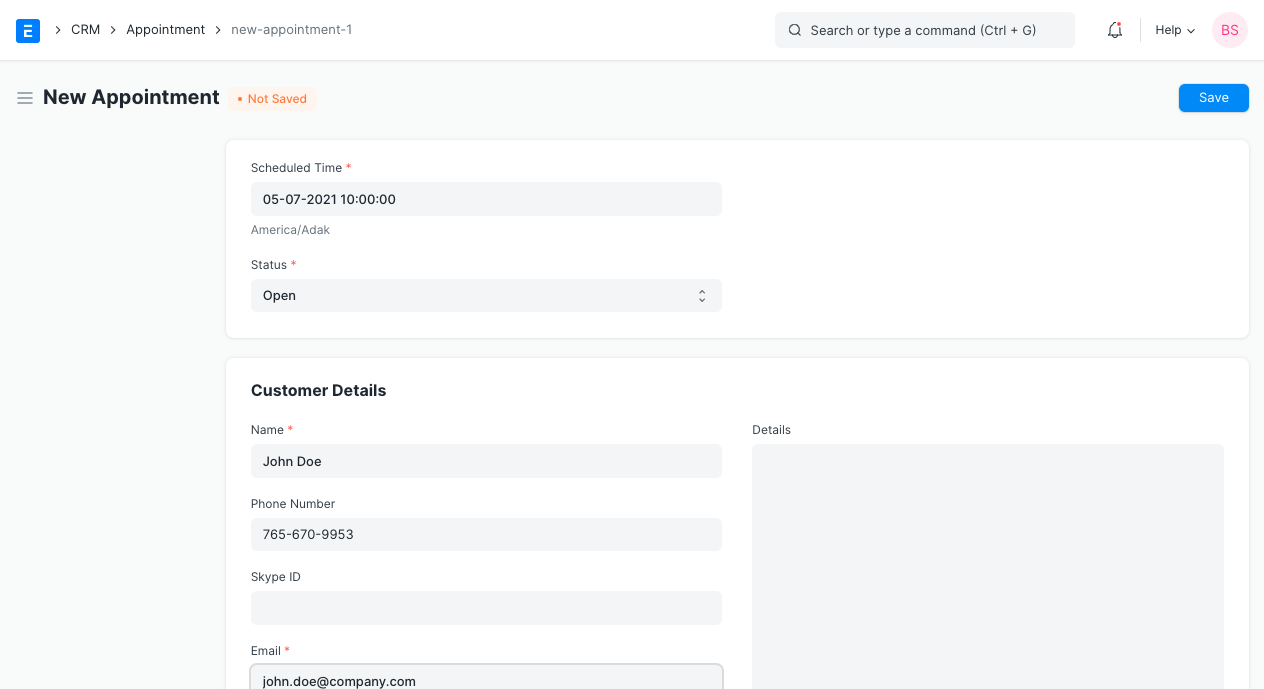 E
CRM
Appointment
new-appointment-1
Search or type a command (Ctrl + G)
Help
BS
New Appointment
Not Saved
Save
Scheduled Time *
05-07-2021 10:00:00
America/Adak
Status *
Open
Customer Details
Name *
John Doe
Details
Phone Number
765-670-9953
Skype ID
Email *
john.doe@company.com